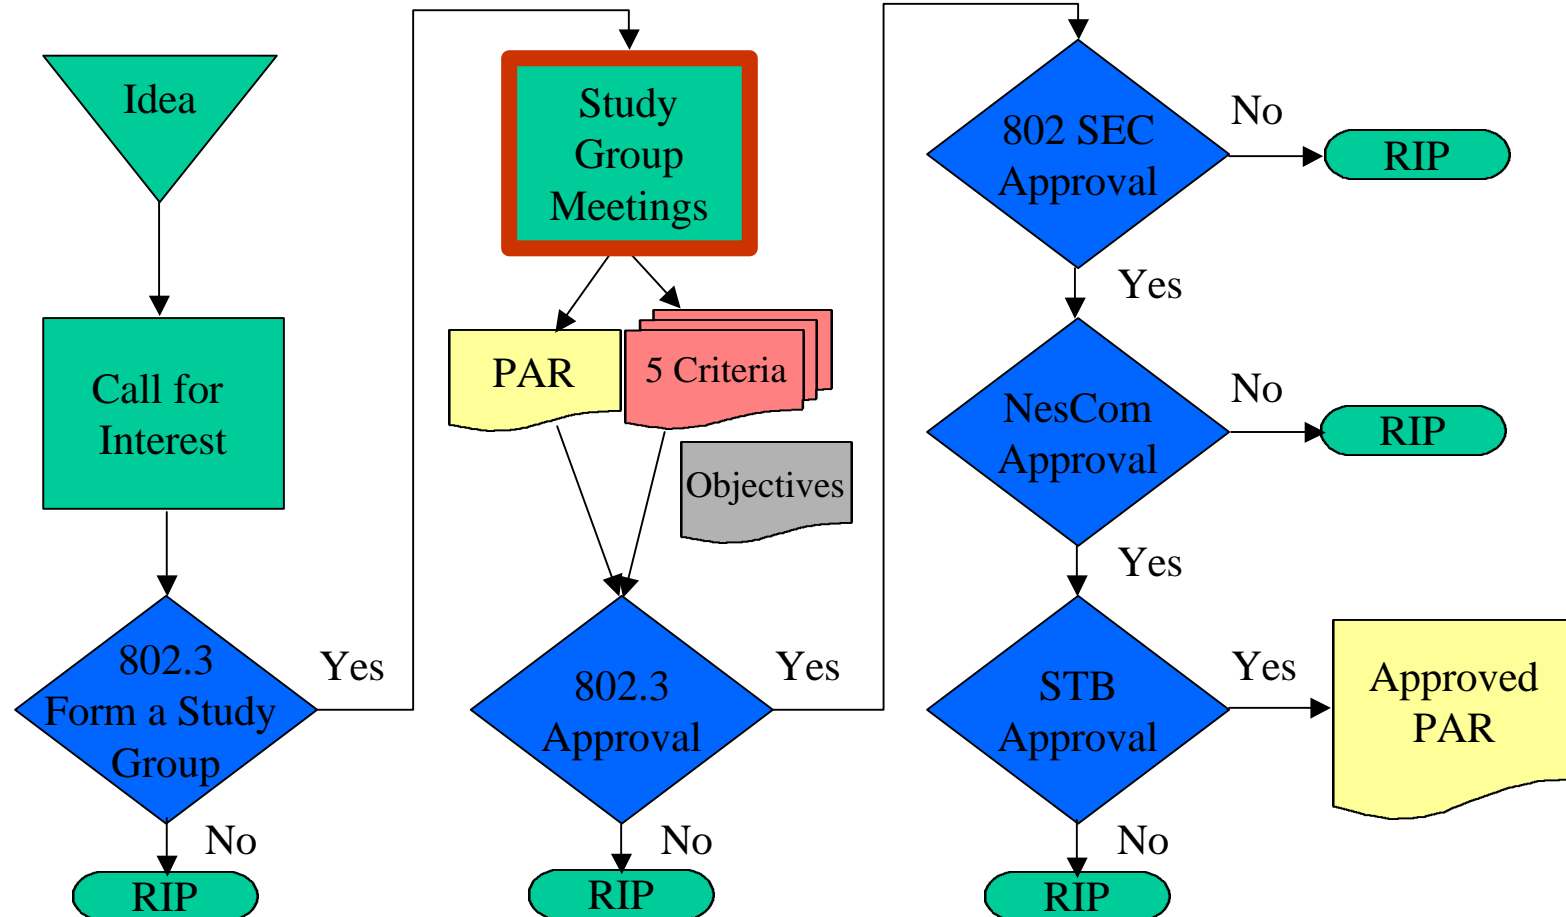 Idea
Call for
Interest
802.3
Form a Study
Group
Yes
No
RIP
Study
Group
Meetings
PAR
5 Criteria
Objectives
802.3
Approval
Yes
No
RIP
802 SEC
Approval
No
RIP
Yes
NesCom
Approval
No
RIP
Yes
STB
Approval
Yes
Approved
PAR
No
RIP